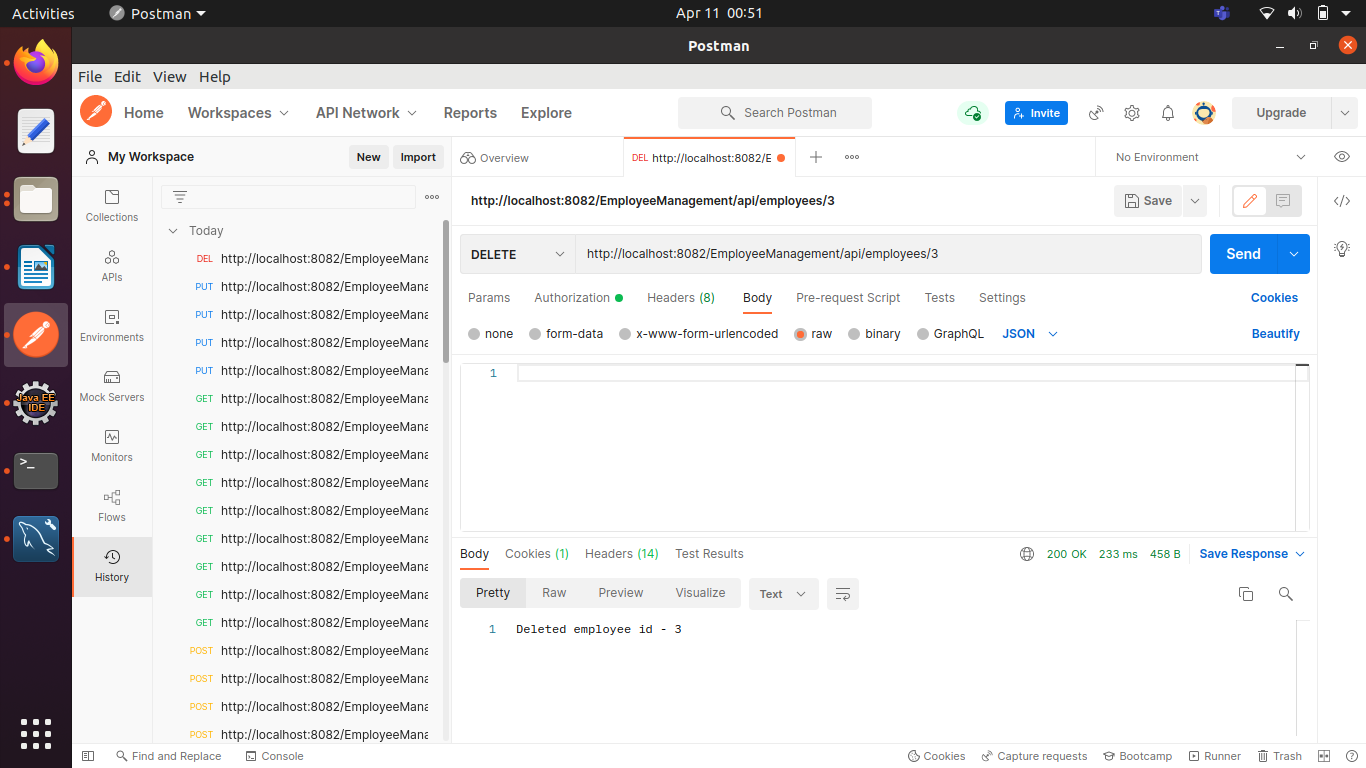 Activities Postman Apr 11 00:51
Postman
File Edit View Help
Home Workspaces API Network Reports Explore Search Postman Invite Upgrade
My Workspace New Import Overview DEL http://localhost:8082/E No Environment
Collections
APIs
Environments
Mock Servers
Monitors
Flows
History
Today
DEL http://localhost:8082/EmployeeMana
PUT http://localhost:8082/EmployeeMana
PUT http://localhost:8082/EmployeeMana
PUT http://localhost:8082/EmployeeMana
PUT http://localhost:8082/EmployeeMana
GET http://localhost:8082/EmployeeMana
GET http://localhost:8082/EmployeeMana
GET http://localhost:8082/EmployeeMana
GET http://localhost:8082/EmployeeMana
GET http://localhost:8082/EmployeeMana
GET http://localhost:8082/EmployeeMana
GET http://localhost:8082/EmployeeMana
GET http://localhost:8082/EmployeeMana
GET http://localhost:8082/EmployeeMana
POST http://localhost:8082/EmployeeMana
POST http://localhost:8082/EmployeeMana
POST http://localhost:8082/EmployeeMana
POST http://localhost:8082/EmployeeMana
http://localhost:8082/EmployeeManagement/api/employees/3 Save
DELETE http://localhost:8082/EmployeeManagement/api/employees/3 Send
Params Authorization Headers (8) Body Pre-request Script Tests Settings Cookies
none form-data x-www-form-urlencoded raw binary GraphQL JSON Beautify
1
Body Cookies (1) Headers (14) Test Results 200 OK 233 ms 458 B Save Response
Pretty Raw Preview Visualize Text
1 Deleted employee id - 3
Java EE
IDE
Find and Replace Console Cookies Capture requests Bootcamp Runner Trash